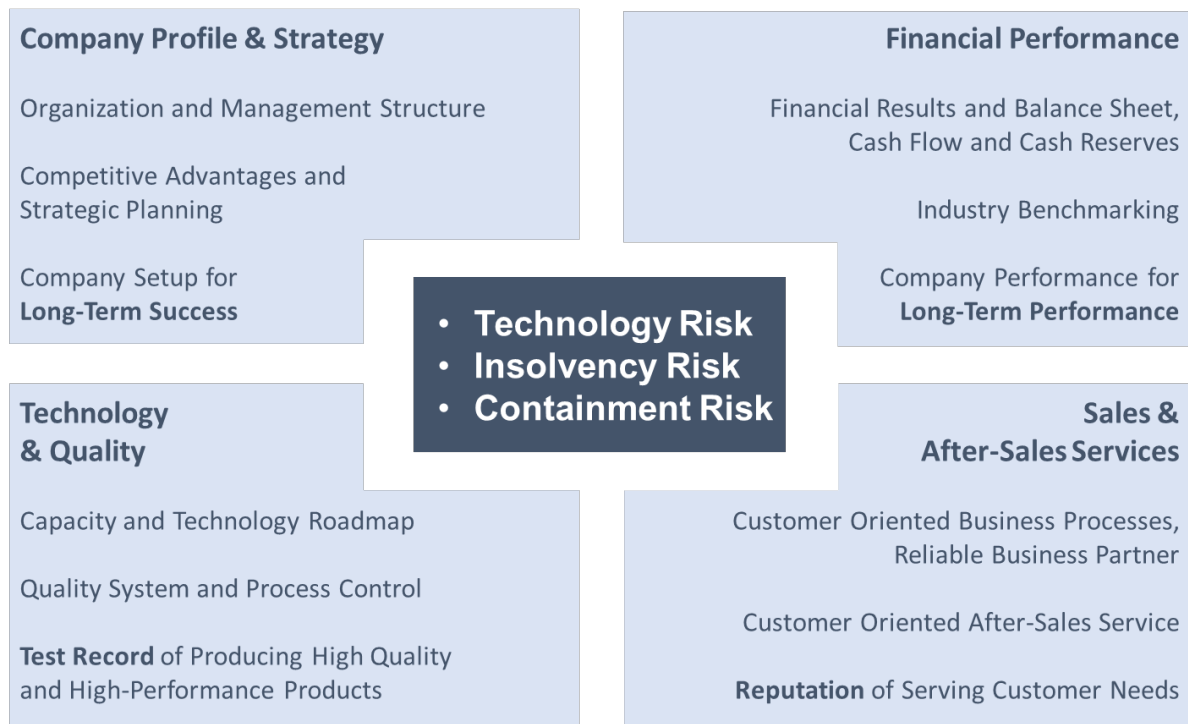 Company Profile & Strategy
Organization and Management Structure
Competitive Advantages and
Strategic Planning
Company Setup for
Long-Term Success
Financial Performance
Financial Results and Balance Sheet,
Cash Flow and Cash Reserves
Industry Benchmarking
Company Performance for
Long-Term Performance
• Technology Risk
• Insolvency Risk
• Containment Risk
Technology
& Quality
Capacity and Technology Roadmap
Quality System and Process Control
Test Record of Producing High Quality
and High-Performance Products
Sales &
After-Sales Services
Customer Oriented Business Processes,
Reliable Business Partner
Customer Oriented After-Sales Service
Reputation of Serving Customer Needs